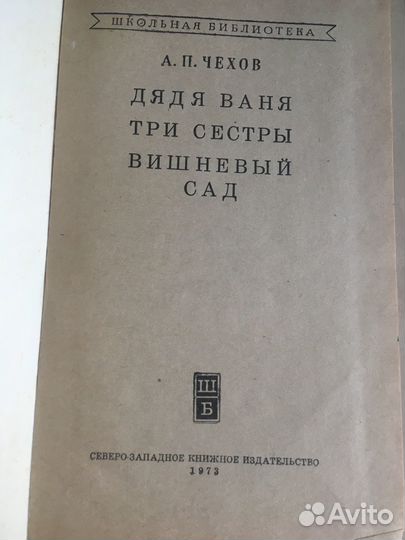 ШКОЛЬНАЯ БИБЛИОТЕКА
А. П. ЧЕХОВ
ДЯДЯ ВАНЯ
ТРИ СЕСТРЫ
ВИШНЕВЫЙ
САД
Ш
Б
СЕВЕРО-ЗАПАДНОЕ КНИЖНОЕ ИЗДАТЕЛЬСТВО
1973
Avito